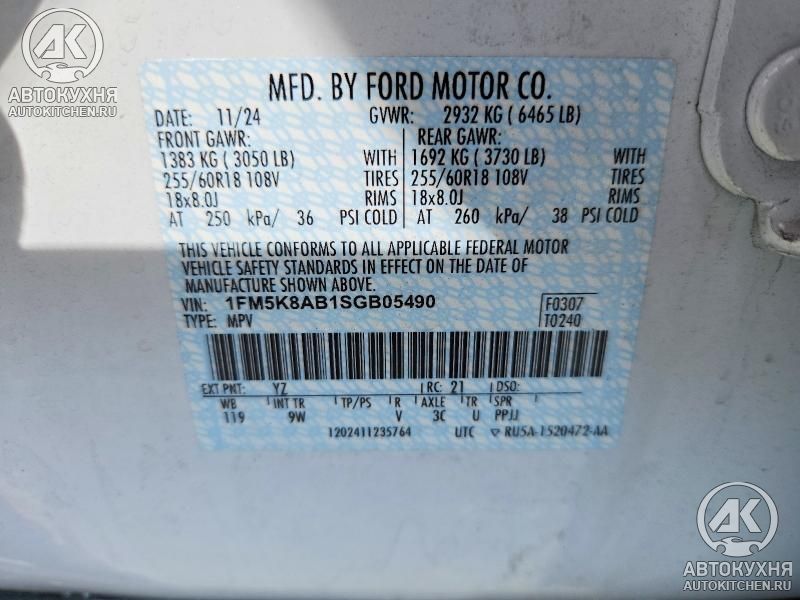 AK
АВТОКУХНЯ
AUTOKITCHEN.RU
MFD. BY FORD MOTOR CO.
DATE: 11/24 GVWR: 2932 KG ( 6465 LB)
FRONT GAWR: REAR GAWR:
1383 KG ( 3050 LB) WITH 1692 KG ( 3730 LB) WITH
255/60R18 108V TIRES 255/60R18 108V TIRES
18x8.0J RIMS 18x8.0J RIMS
AT 250 kPa/ 36 PSI COLD AT 260 kPa/ 38 PSI COLD
THIS VEHICLE CONFORMS TO ALL APPLICABLE FEDERAL MOTOR
VEHICLE SAFETY STANDARDS IN EFFECT ON THE DATE OF
MANUFACTURE SHOWN ABOVE.
VIN: 1FM5K8AB1SGB05490 F0307
TYPE: MPV T0240
EXT PNT: YZ RC: 21 DSO:
WB INT TR TP/PS R AXLE TR SPR
119 9W V 3C U PPJJ
1202411235764 UTC ▽ RU5A-1520472-AA
AK
АВТОКУХНЯ
AUTOKITCHEN.RU